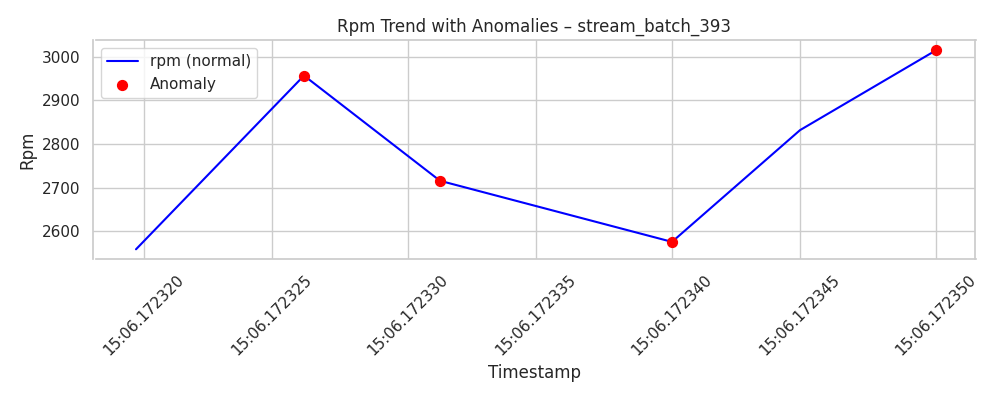 Rpm Trend with Anomalies – stream_batch_393
rpm (normal)
Anomaly
Rpm
3000
2900
2800
2700
2600
15:06.172320
15:06.172325
15:06.172330
15:06.172335
15:06.172340
15:06.172345
15:06.172350
Timestamp